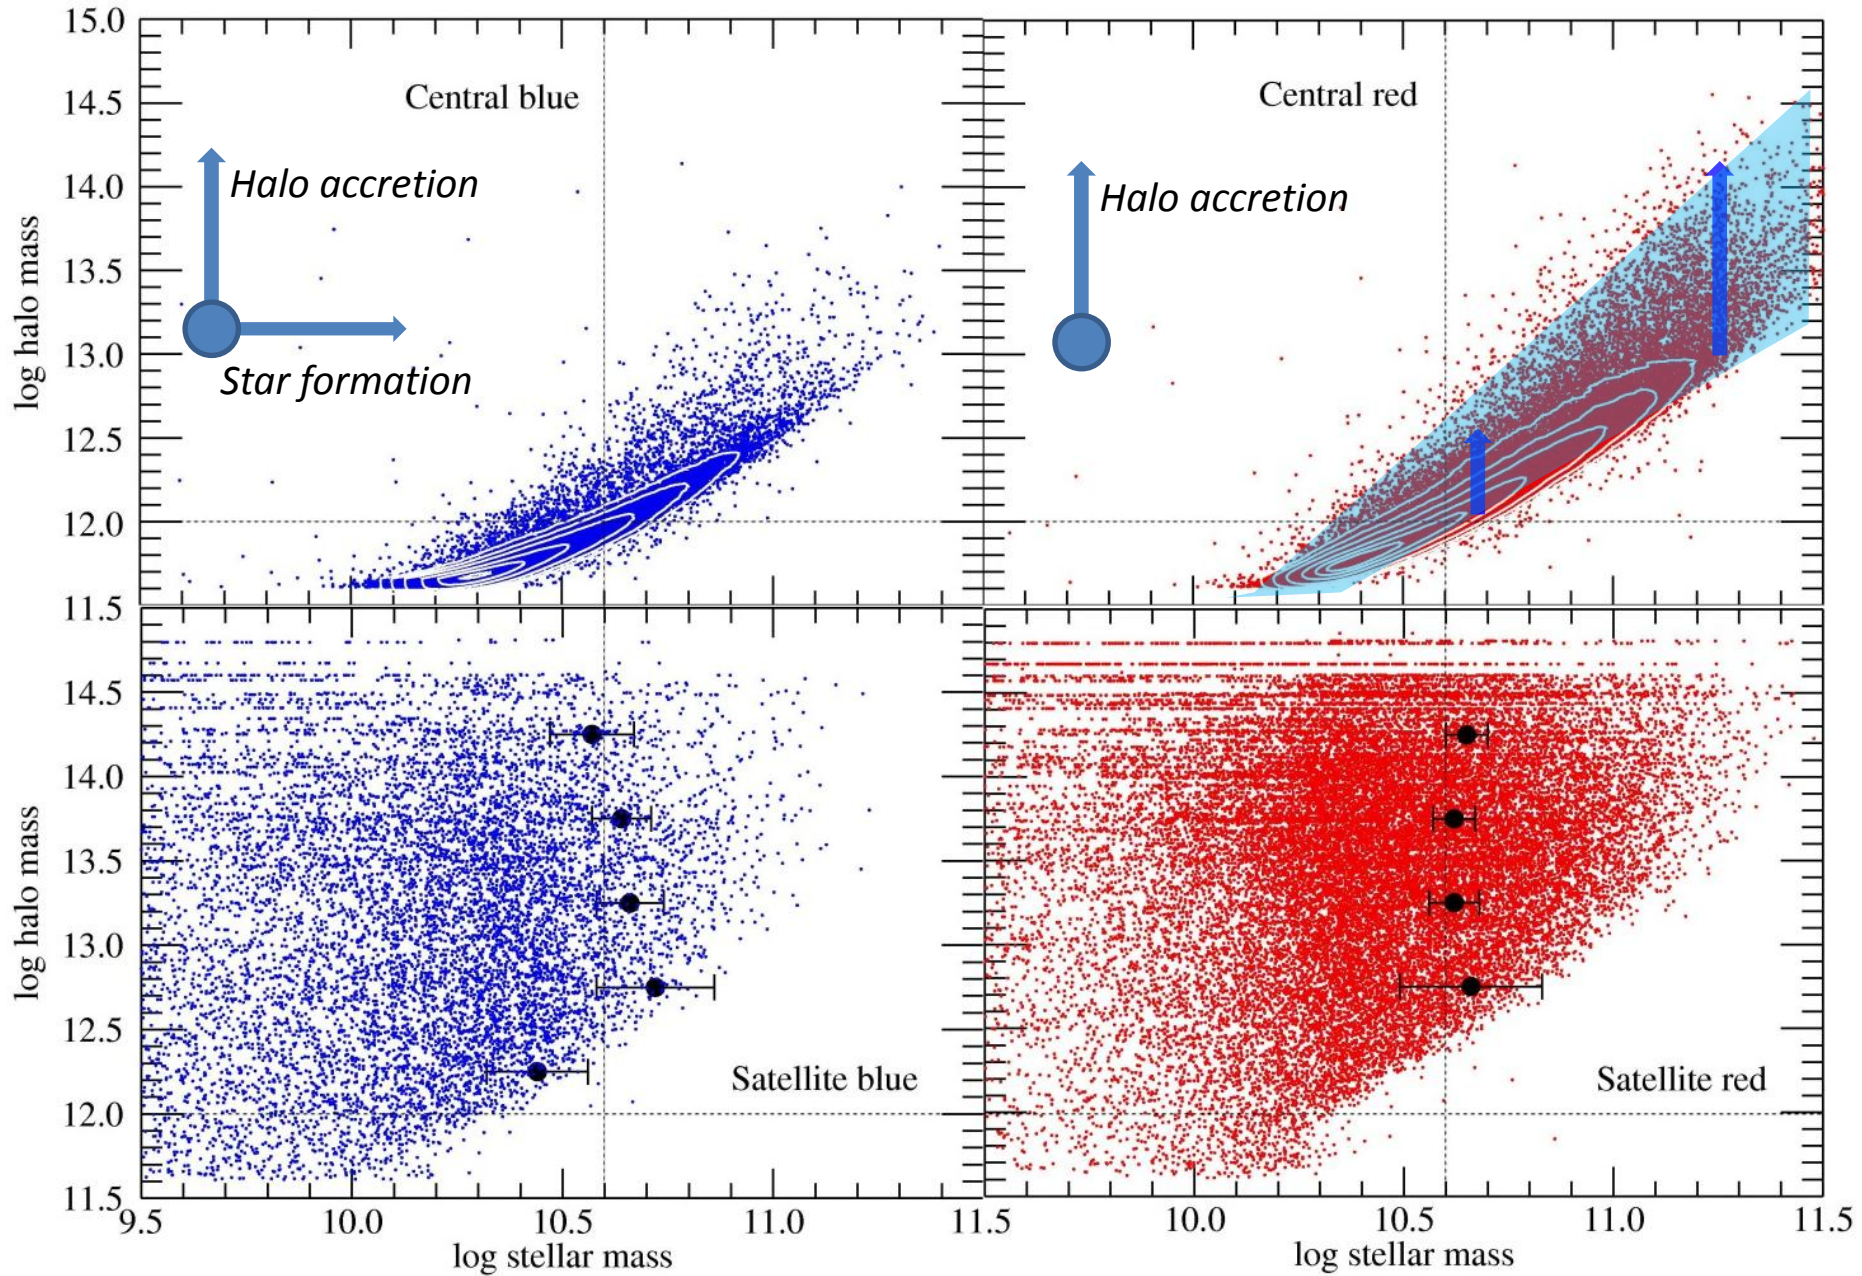 15.0
14.5
14.0
13.5
13.0
12.5
12.0
11.5
log halo mass
Central blue
Halo accretion
Star formation
Central red
Halo accretion
14.5
14.0
13.5
13.0
12.5
12.0
11.5
log halo mass
Satellite blue
Satellite red
9.5 10.0 10.5 11.0 11.5 10.0 10.5 11.0 11.5
log stellar mass log stellar mass